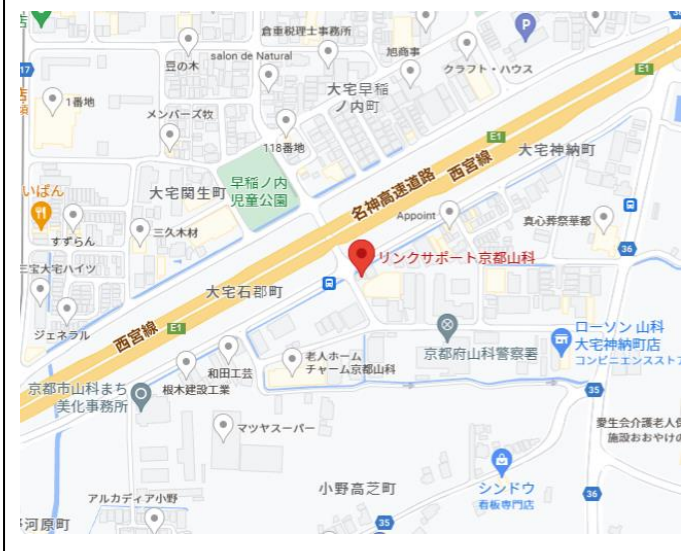 店
倉重税理士事務所
P
豆の木
salon de Natural
旭商事
クラフト・ハウス
17
E1
1番地
大宅早稲
ノ内町
メンバーズ牧
118番地
E1
大宅神納町
早稲ノ内
児童公園
名神高速道路 西宮線
いぱん
大宅関生町
Appoint
真心葬祭華都
すずらん
三久木材
36
リンクサポート京都山科
三宝大宅ハイツ
大宅石郡町
ジェネラル
西宮線 E1
京都府山科警察署
ローソン 山科
大宅神納町店
コンビニエンススト
老人ホーム
チャーム京都山科
和田工芸
根木建設工業
京都市山科まち
美化事務所
35
マツヤスーパー
愛生会介護老人保
施設おおやけの
小野高芝町
シンドウ
看板専門店
36
アルカディア小野
河原町
35